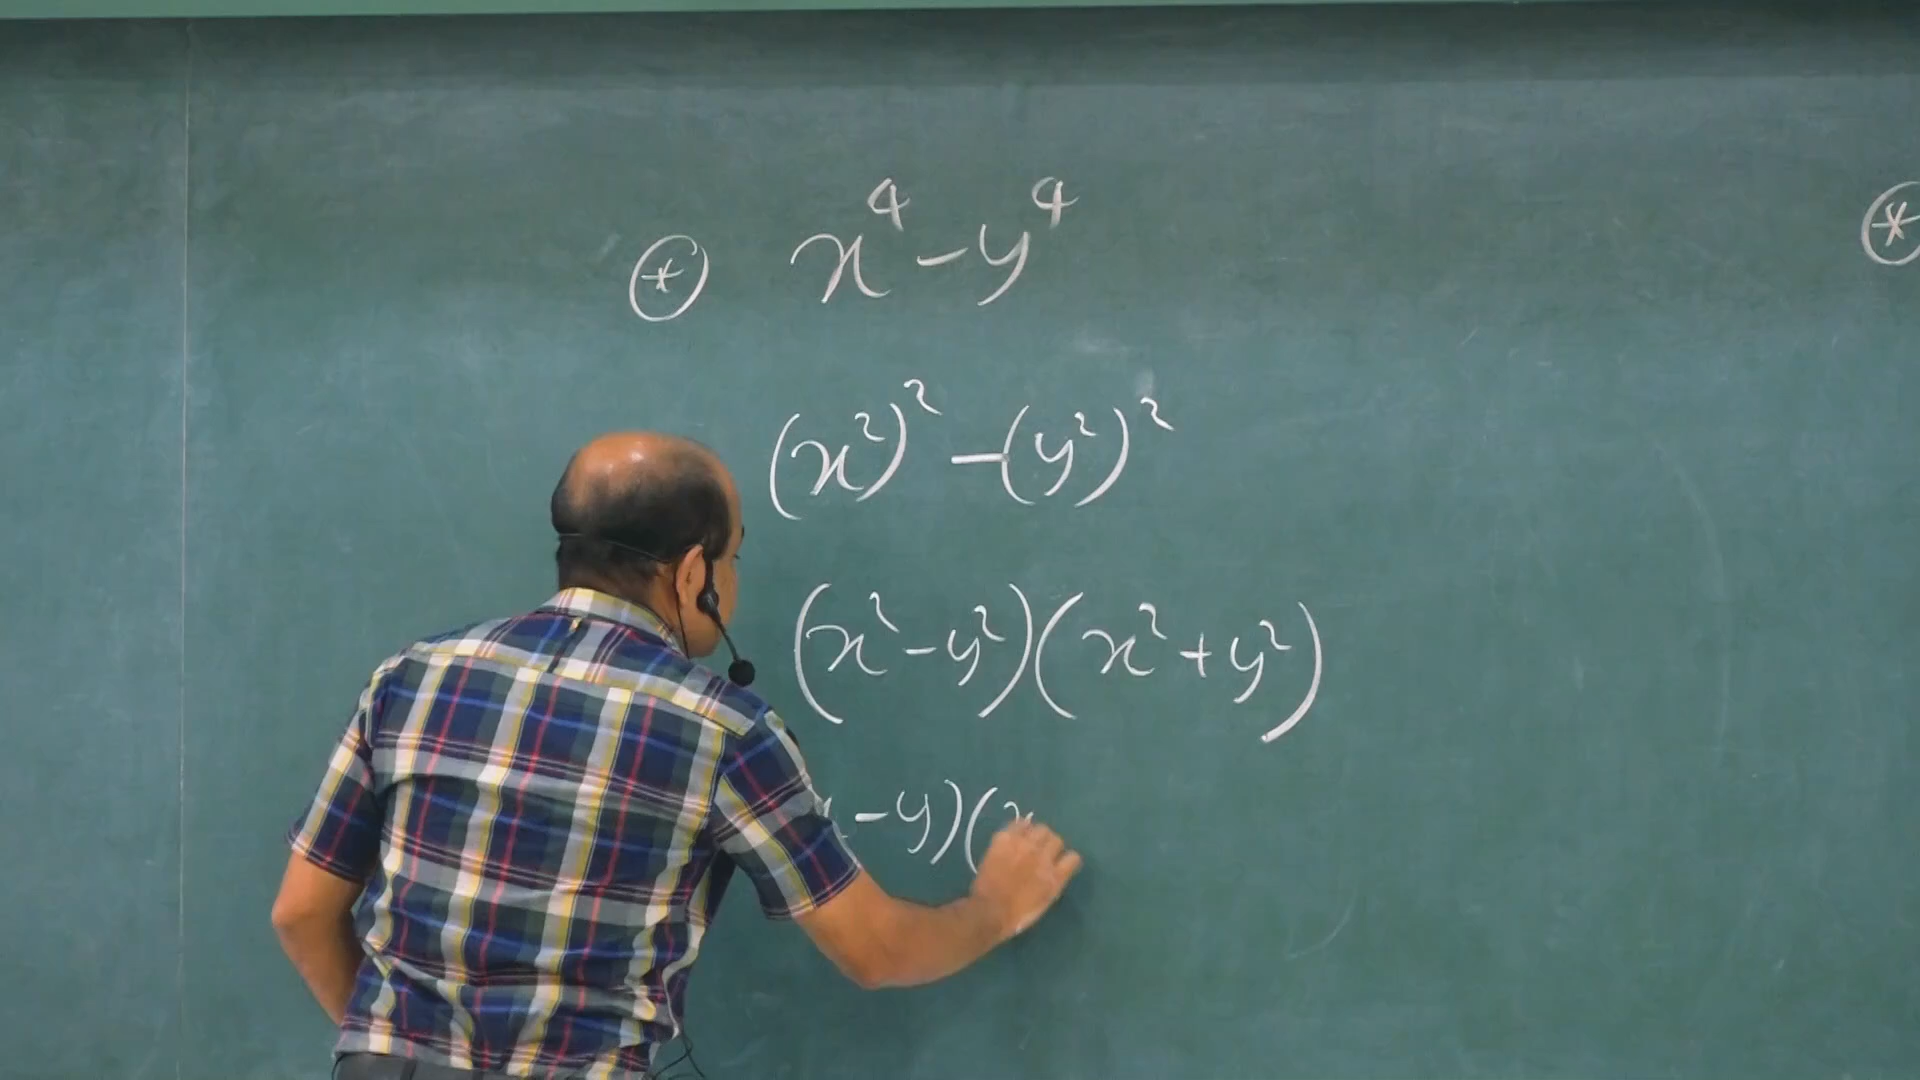 ⊛ x⁴ - y⁴
(x²)² - (y²)²
(x² - y²)(x² + y²)
- y)(x
⊛